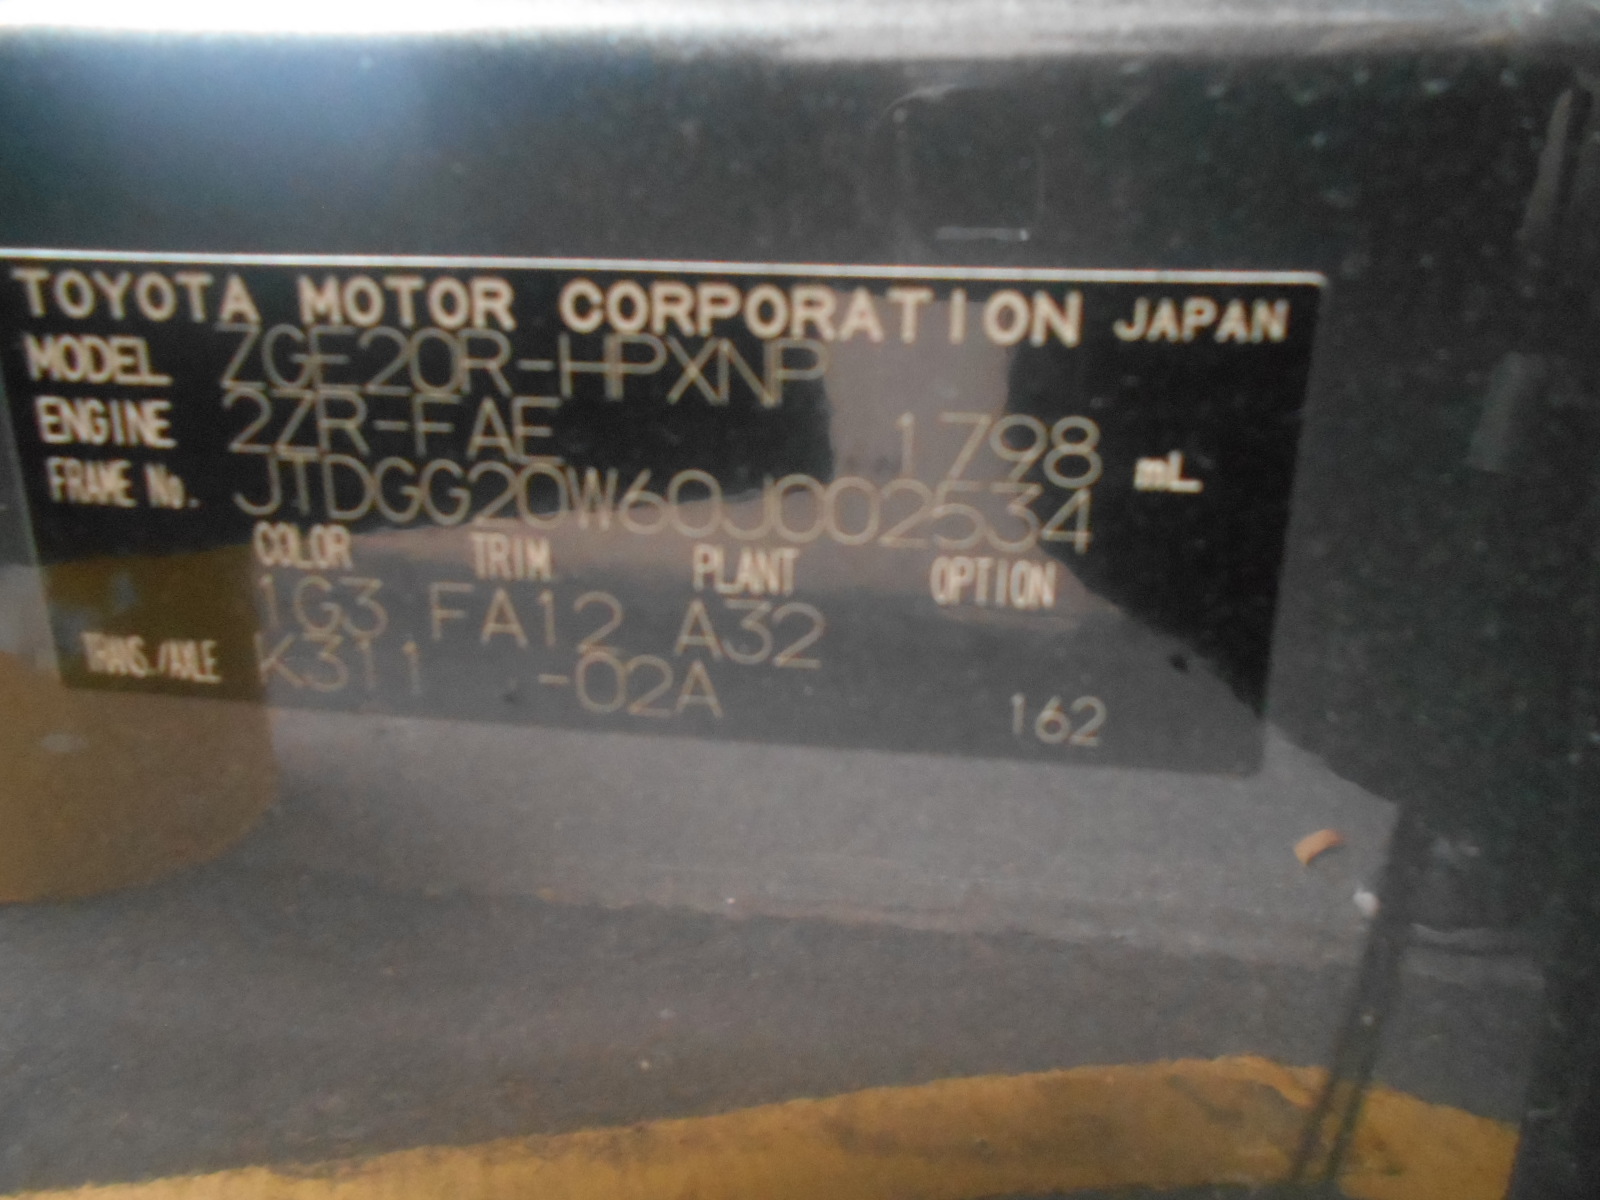 TOYOTA MOTOR CORPORATION JAPAN
MODEL ZGE20R-HPXNP
ENGINE 2ZR-FAE 1798 mL
FRAME No. JTDGG20W60J002534
COLOR TRIM PLANT OPTION
1G3 FA12 A32
TRANS./AXLE K311 -02A 162